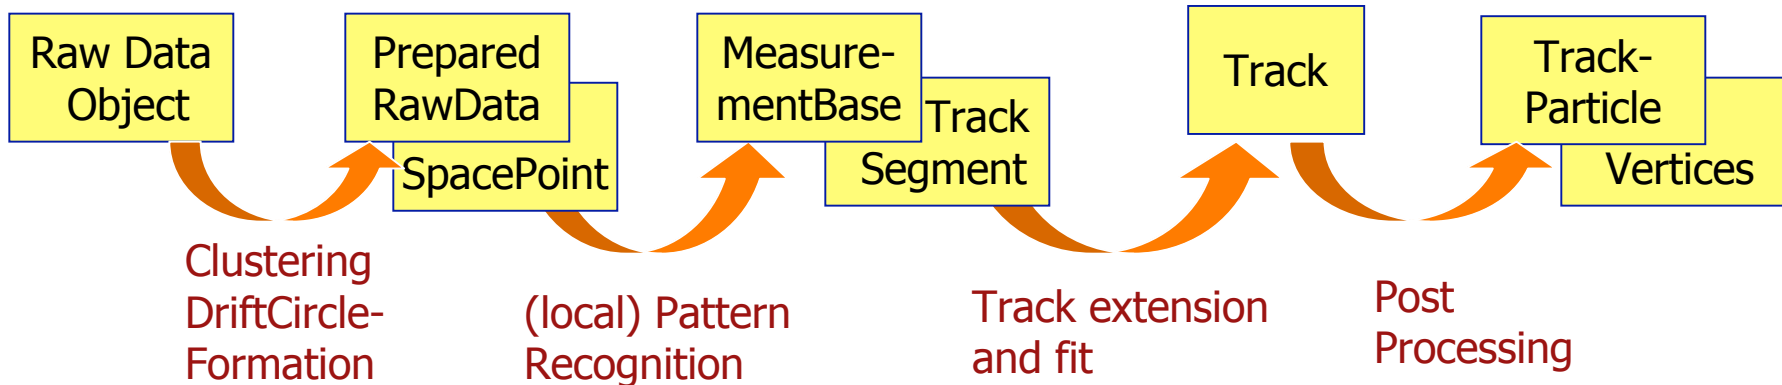 Raw Data
Object
Prepared
RawData
SpacePoint
Measure-
mentBase
Track
Segment
Track
Track-
Particle
Vertices
Clustering
DriftCircle-
Formation
(local) Pattern
Recognition
Track extension
and fit
Post
Processing